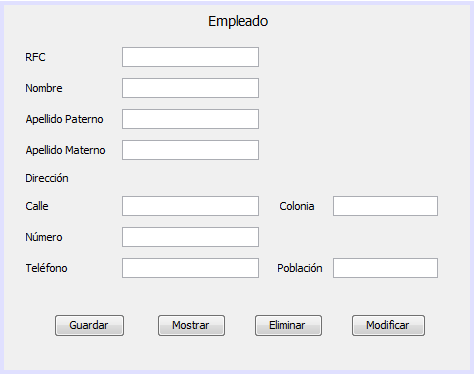 Empleado
RFC
Nombre
Apellido Paterno
Apellido Materno
Dirección
Calle Colonia
Número
Teléfono Población
Guardar Mostrar Eliminar Modificar